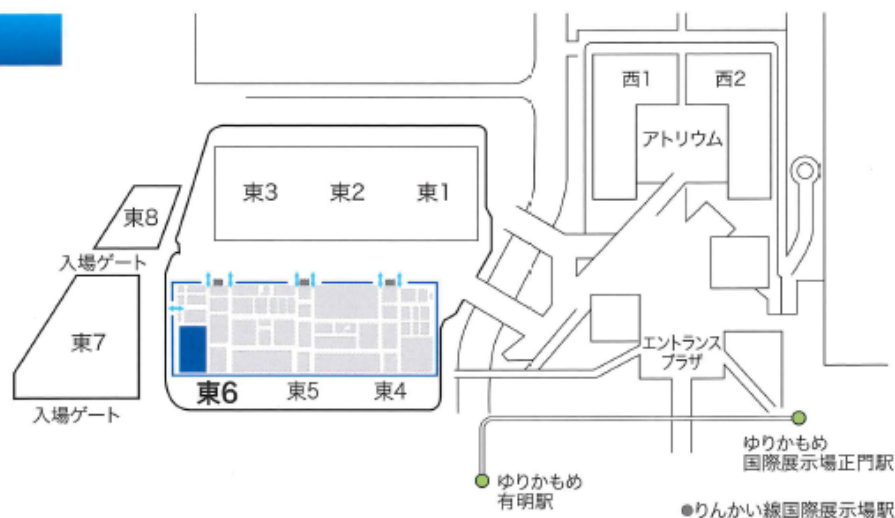 西1
西2
アトリウム
東3
東2
東1
東8
入場ゲート
東7
入場ゲート
東6
東5
東4
エントランス
プラザ
ゆりかもめ
国際展示場正門駅
ゆりかもめ
有明駅
●りんかい線国際展示場駅